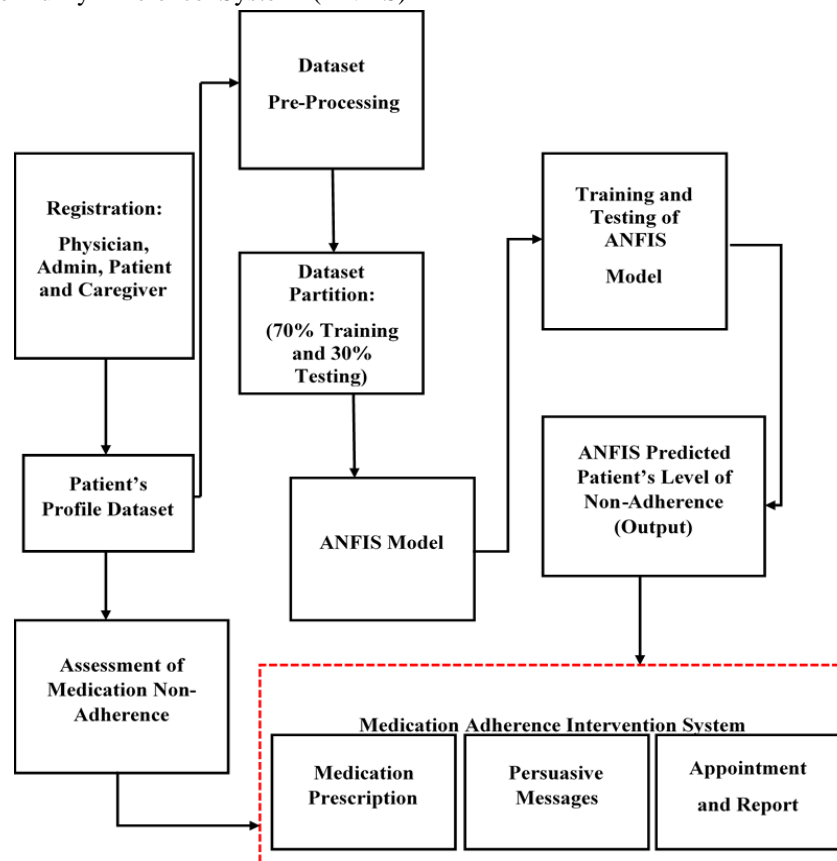 Dataset
Pre-Processing
Registration:
Physician,
Admin, Patient
and Caregiver
Training and
Testing of
ANFIS
Model
Dataset
Partition:
(70% Training
and 30%
Testing)
Patient's
Profile Dataset
ANFIS Model
ANFIS Predicted
Patient's Level of
Non-Adherence
(Output)
Assessment of
Medication Non-
Adherence
Medication Adherence Intervention System
Medication
Prescription
Persuasive
Messages
Appointment
and Report